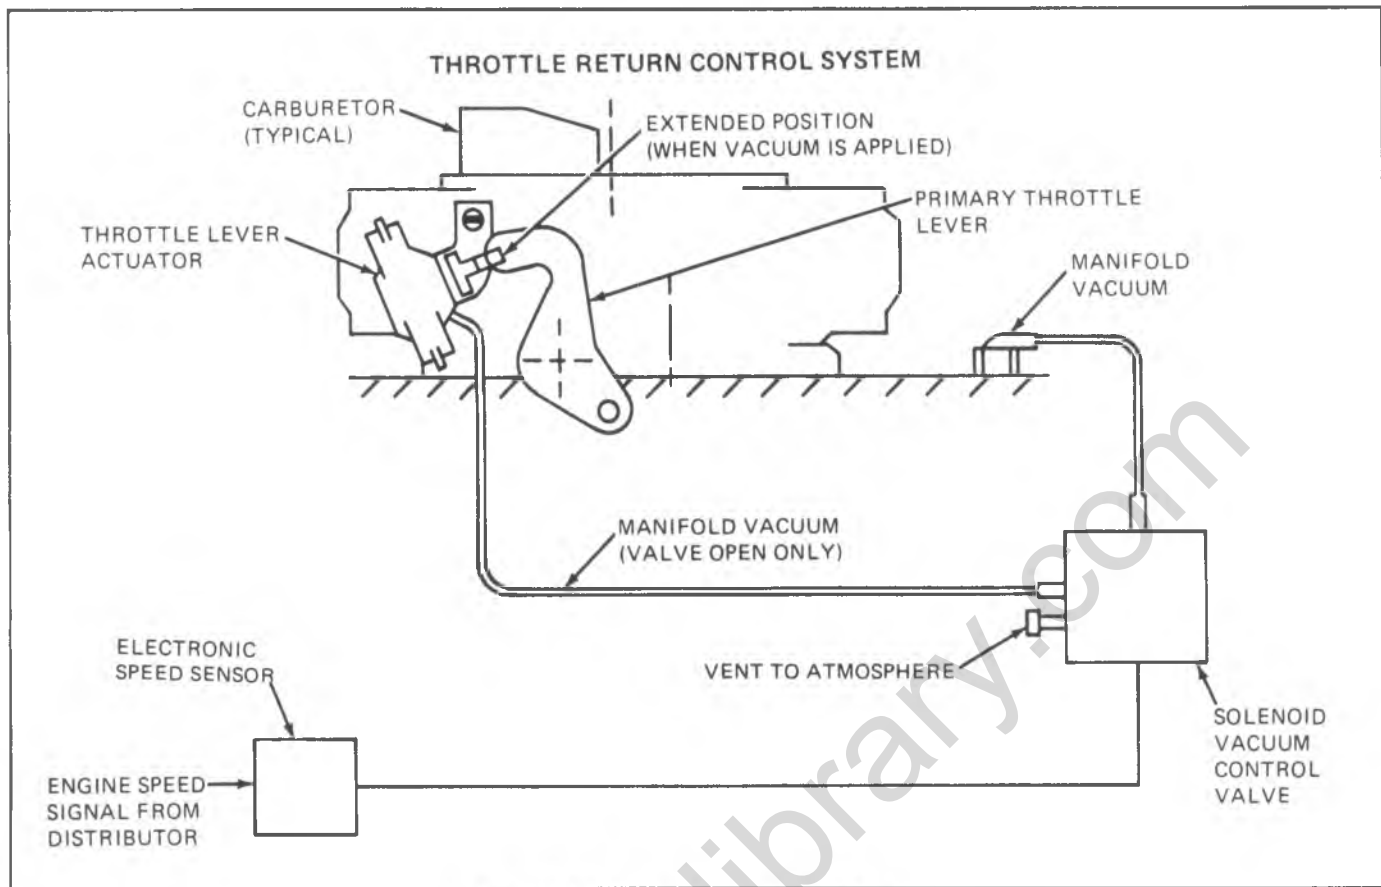 THROTTLE RETURN CONTROL SYSTEM
CARBURETOR
(TYPICAL)
EXTENDED POSITION
(WHEN VACUUM IS APPLIED)
PRIMARY THROTTLE
LEVER
THROTTLE LEVER
ACTUATOR
MANIFOLD
VACUUM
MANIFOLD VACUUM
(VALVE OPEN ONLY)
ELECTRONIC
SPEED SENSOR
VENT TO ATMOSPHERE
SOLENOID
VACUUM
CONTROL
VALVE
ENGINE SPEED
SIGNAL FROM
DISTRIBUTOR
library.com